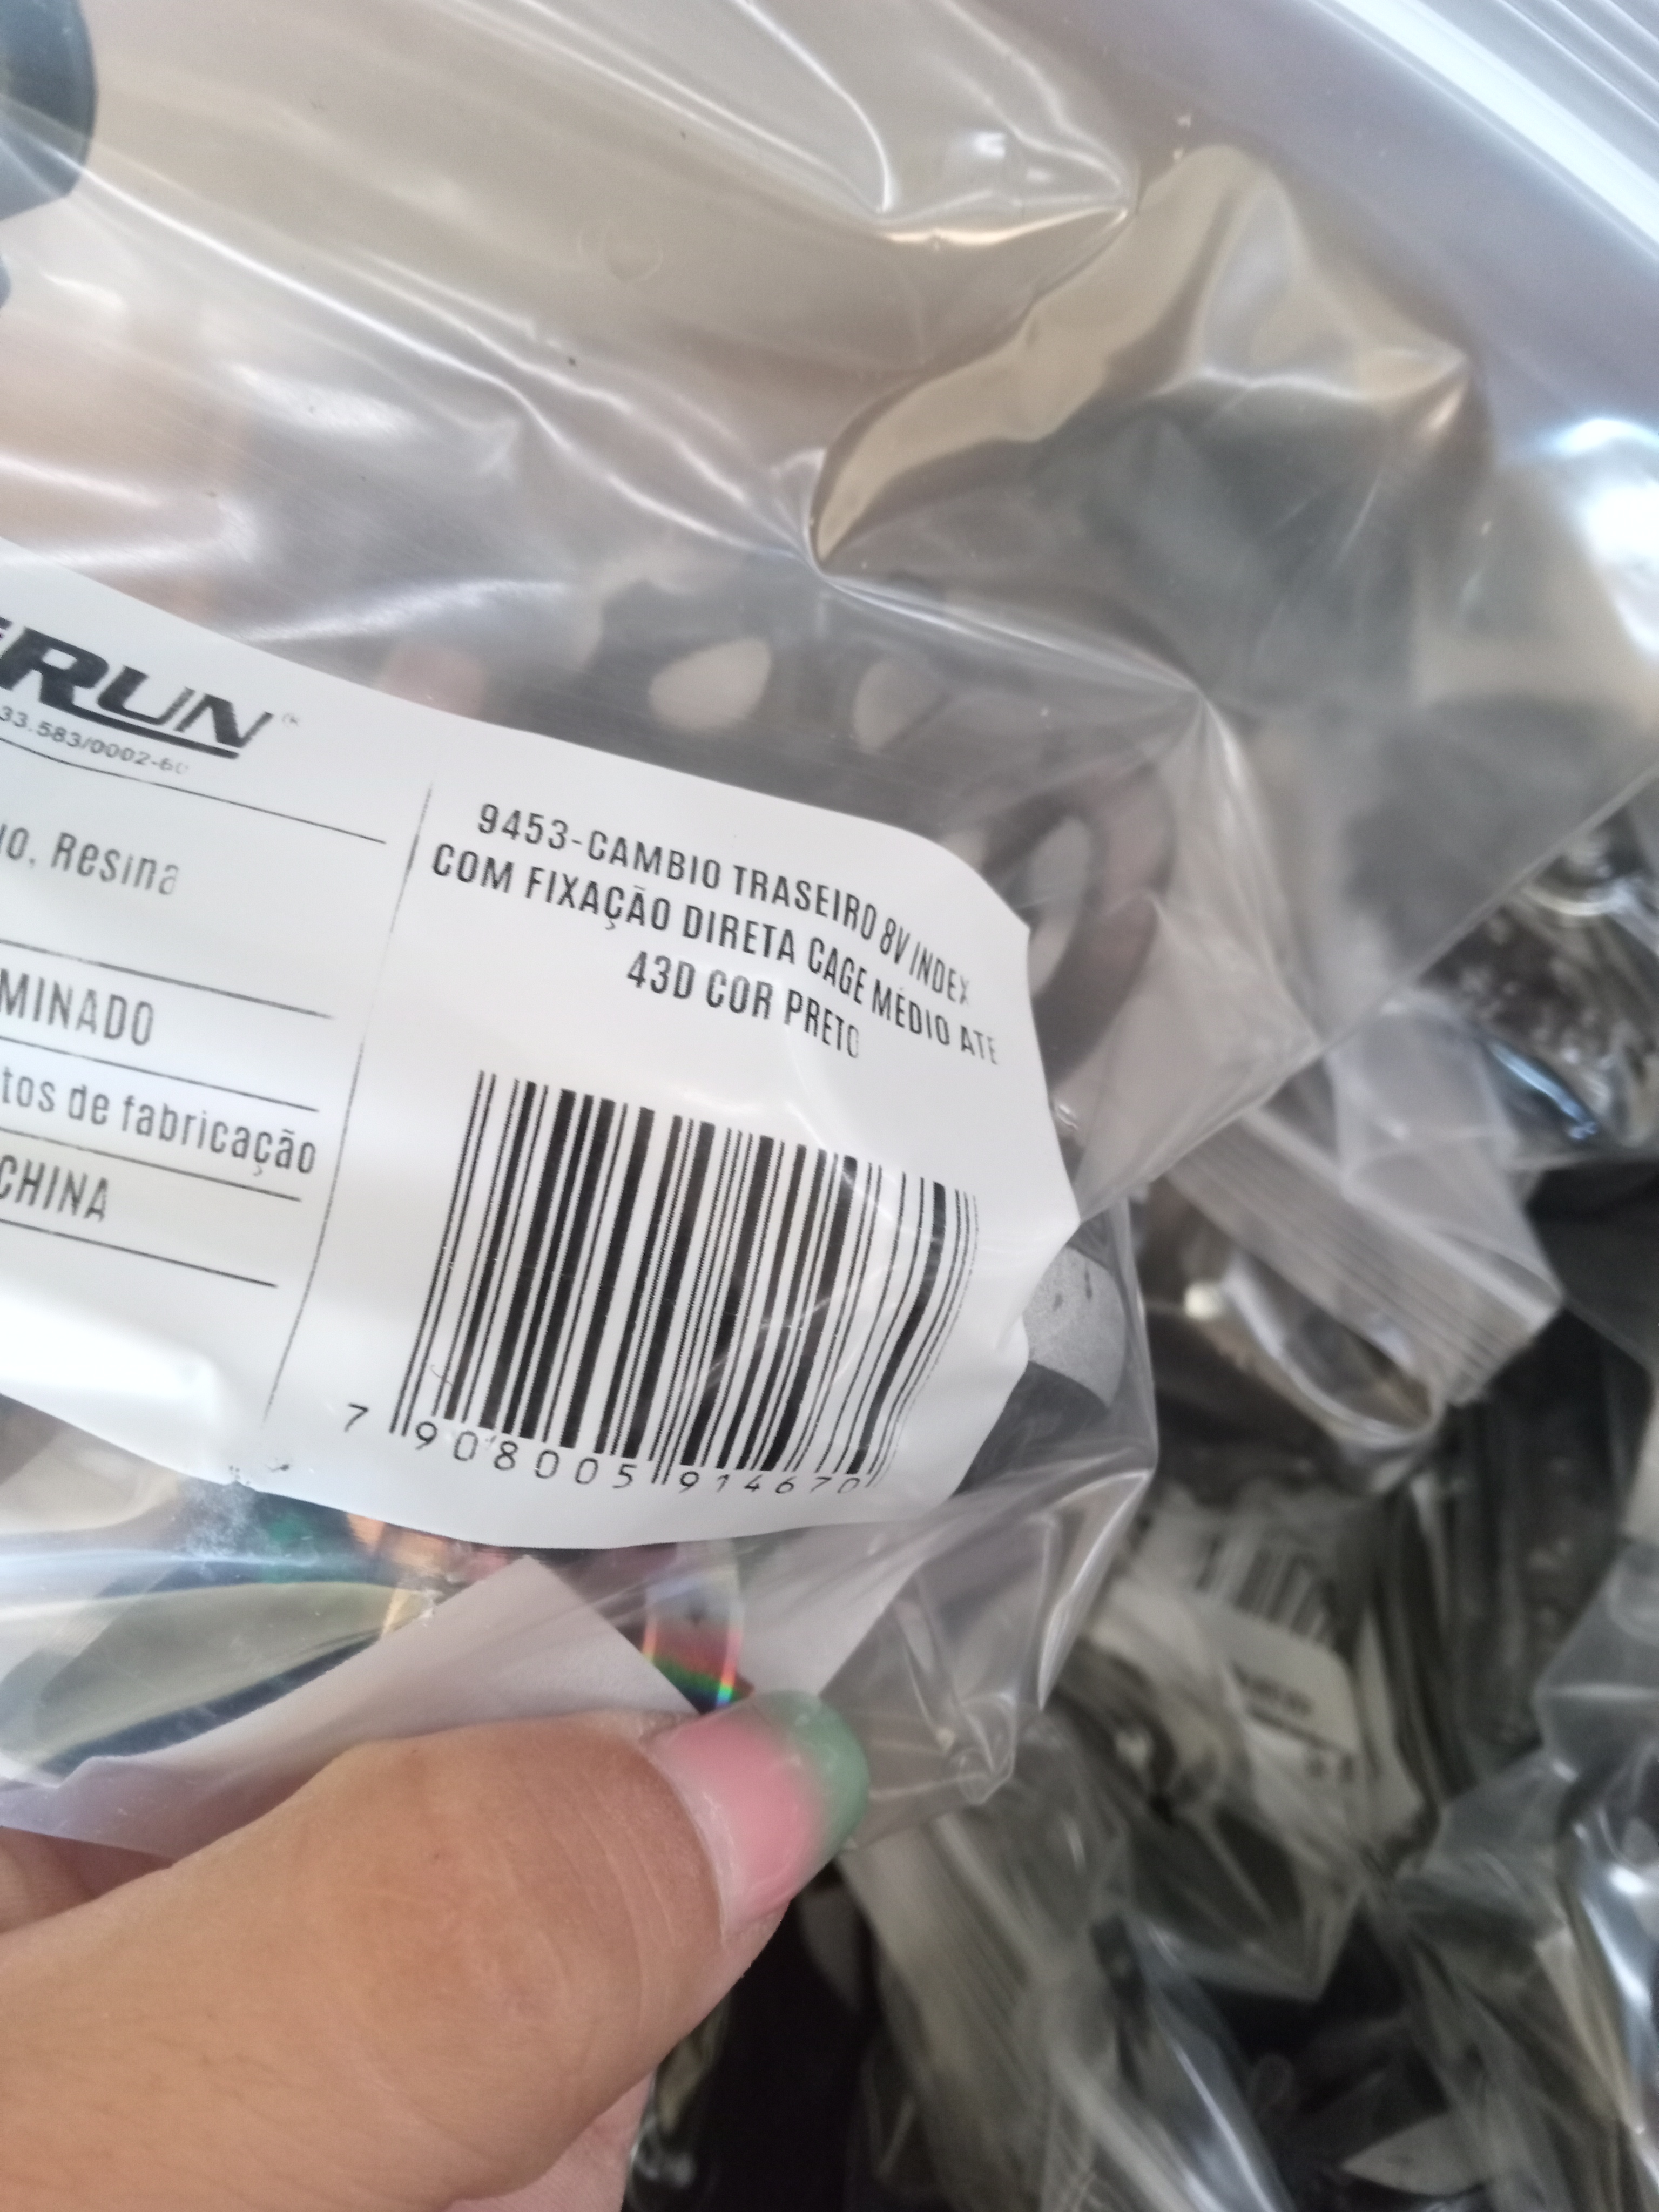 RUN
33.583/0002-60
o, Resina
MINADO
tos de fabricação
CHINA
9453-CAMBIO TRASEIRO 8V INDEX
COM FIXAÇÃO DIRETA CAGE MÉDIO ATE
43D COR PRETO
7 908005 914670